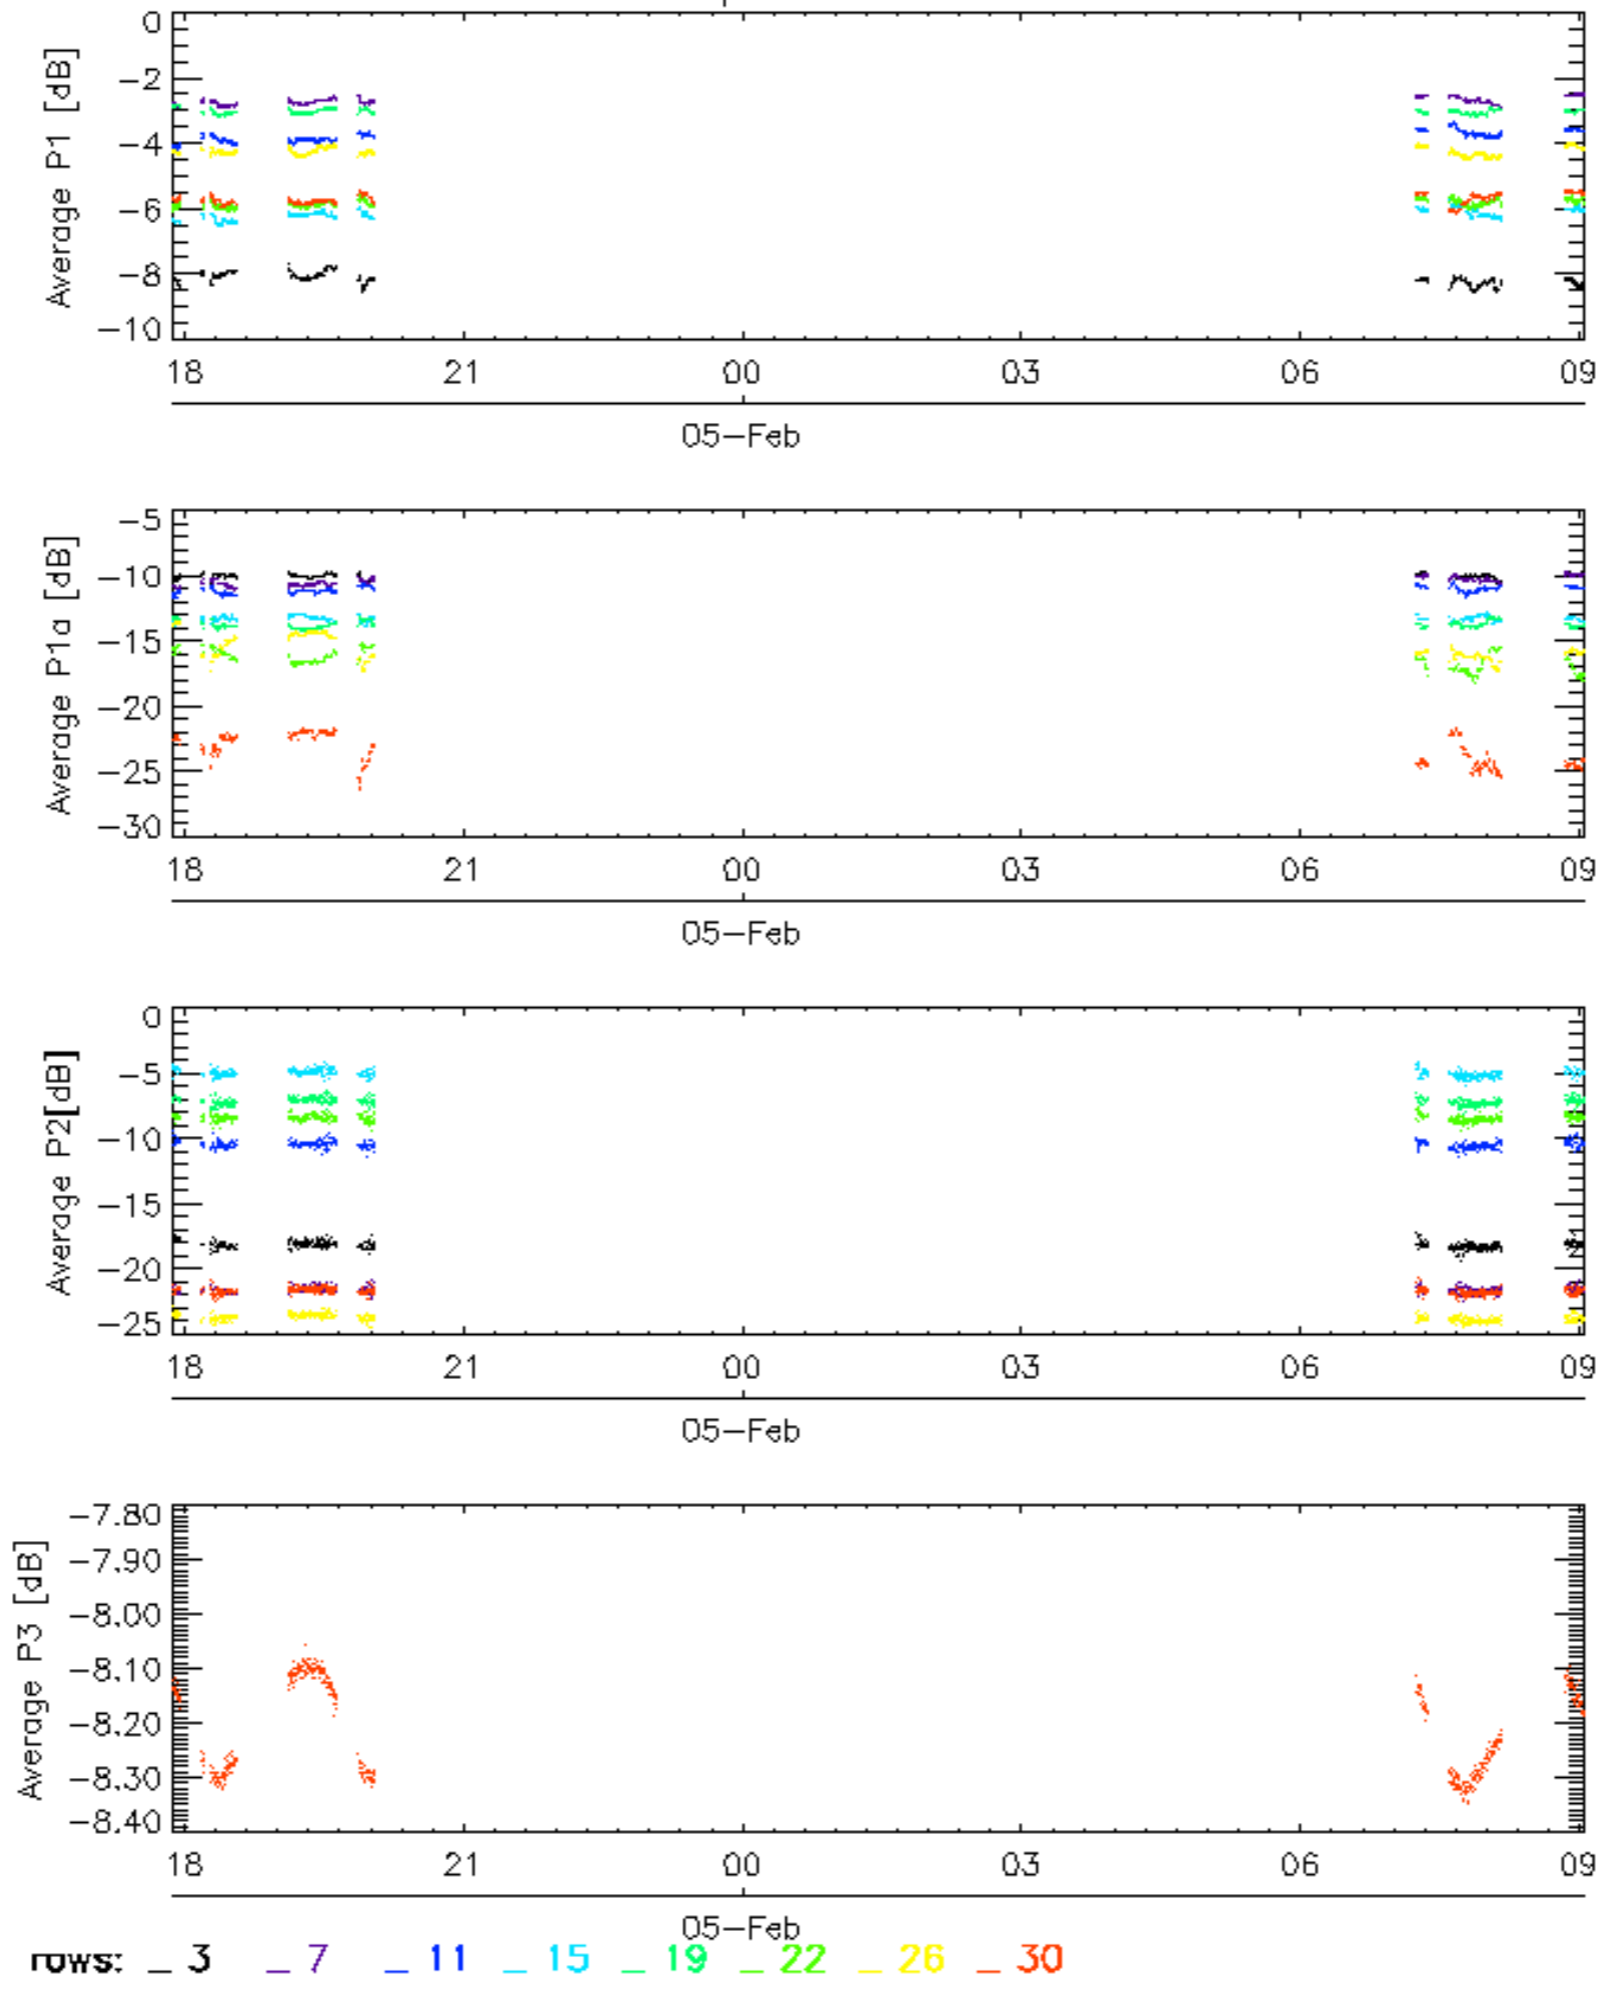 Average P1 [dB]
0
−2
−4
−6
−8
−10
18 21 00 03 06 09
05−Feb
Average P1a [dB]
−5
−10
−15
−20
−25
−30
18 21 00 03 06 09
05−Feb
Average P2[dB]
0
−5
−10
−15
−20
−25
18 21 00 03 06 09
05−Feb
Average P3 [dB]
−7.80
−7.90
−8.00
−8.10
−8.20
−8.30
−8.40
18 21 00 03 06 09
05−Feb
rows: _ 3 _ 7 _ 11 _ 15 _ 19 _ 22 _ 26 _ 30